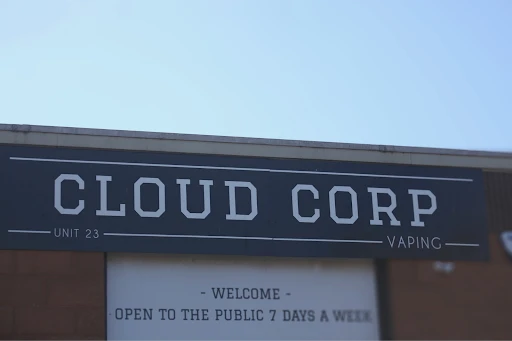 CLOUD CORP
UNIT 23
VAPING
- WELCOME -
OPEN TO THE PUBLIC 7 DAYS A WEEK